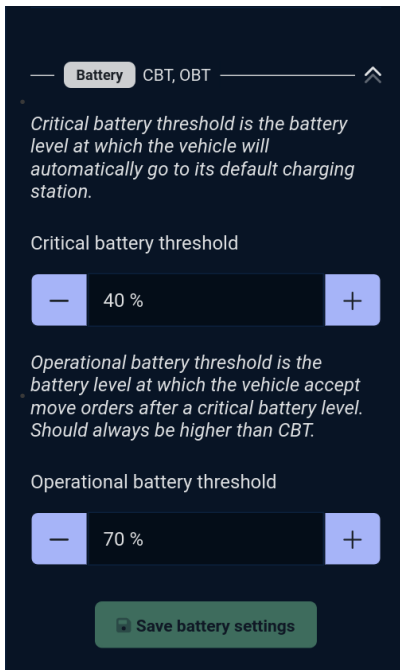 Battery CBT, OBT
Critical battery threshold is the battery
level at which the vehicle will
automatically go to its default charging
station.
Critical battery threshold
— 40 % +
Operational battery threshold is the
battery level at which the vehicle accept
move orders after a critical battery level.
Should always be higher than CBT.
Operational battery threshold
— 70 % +
Save battery settings